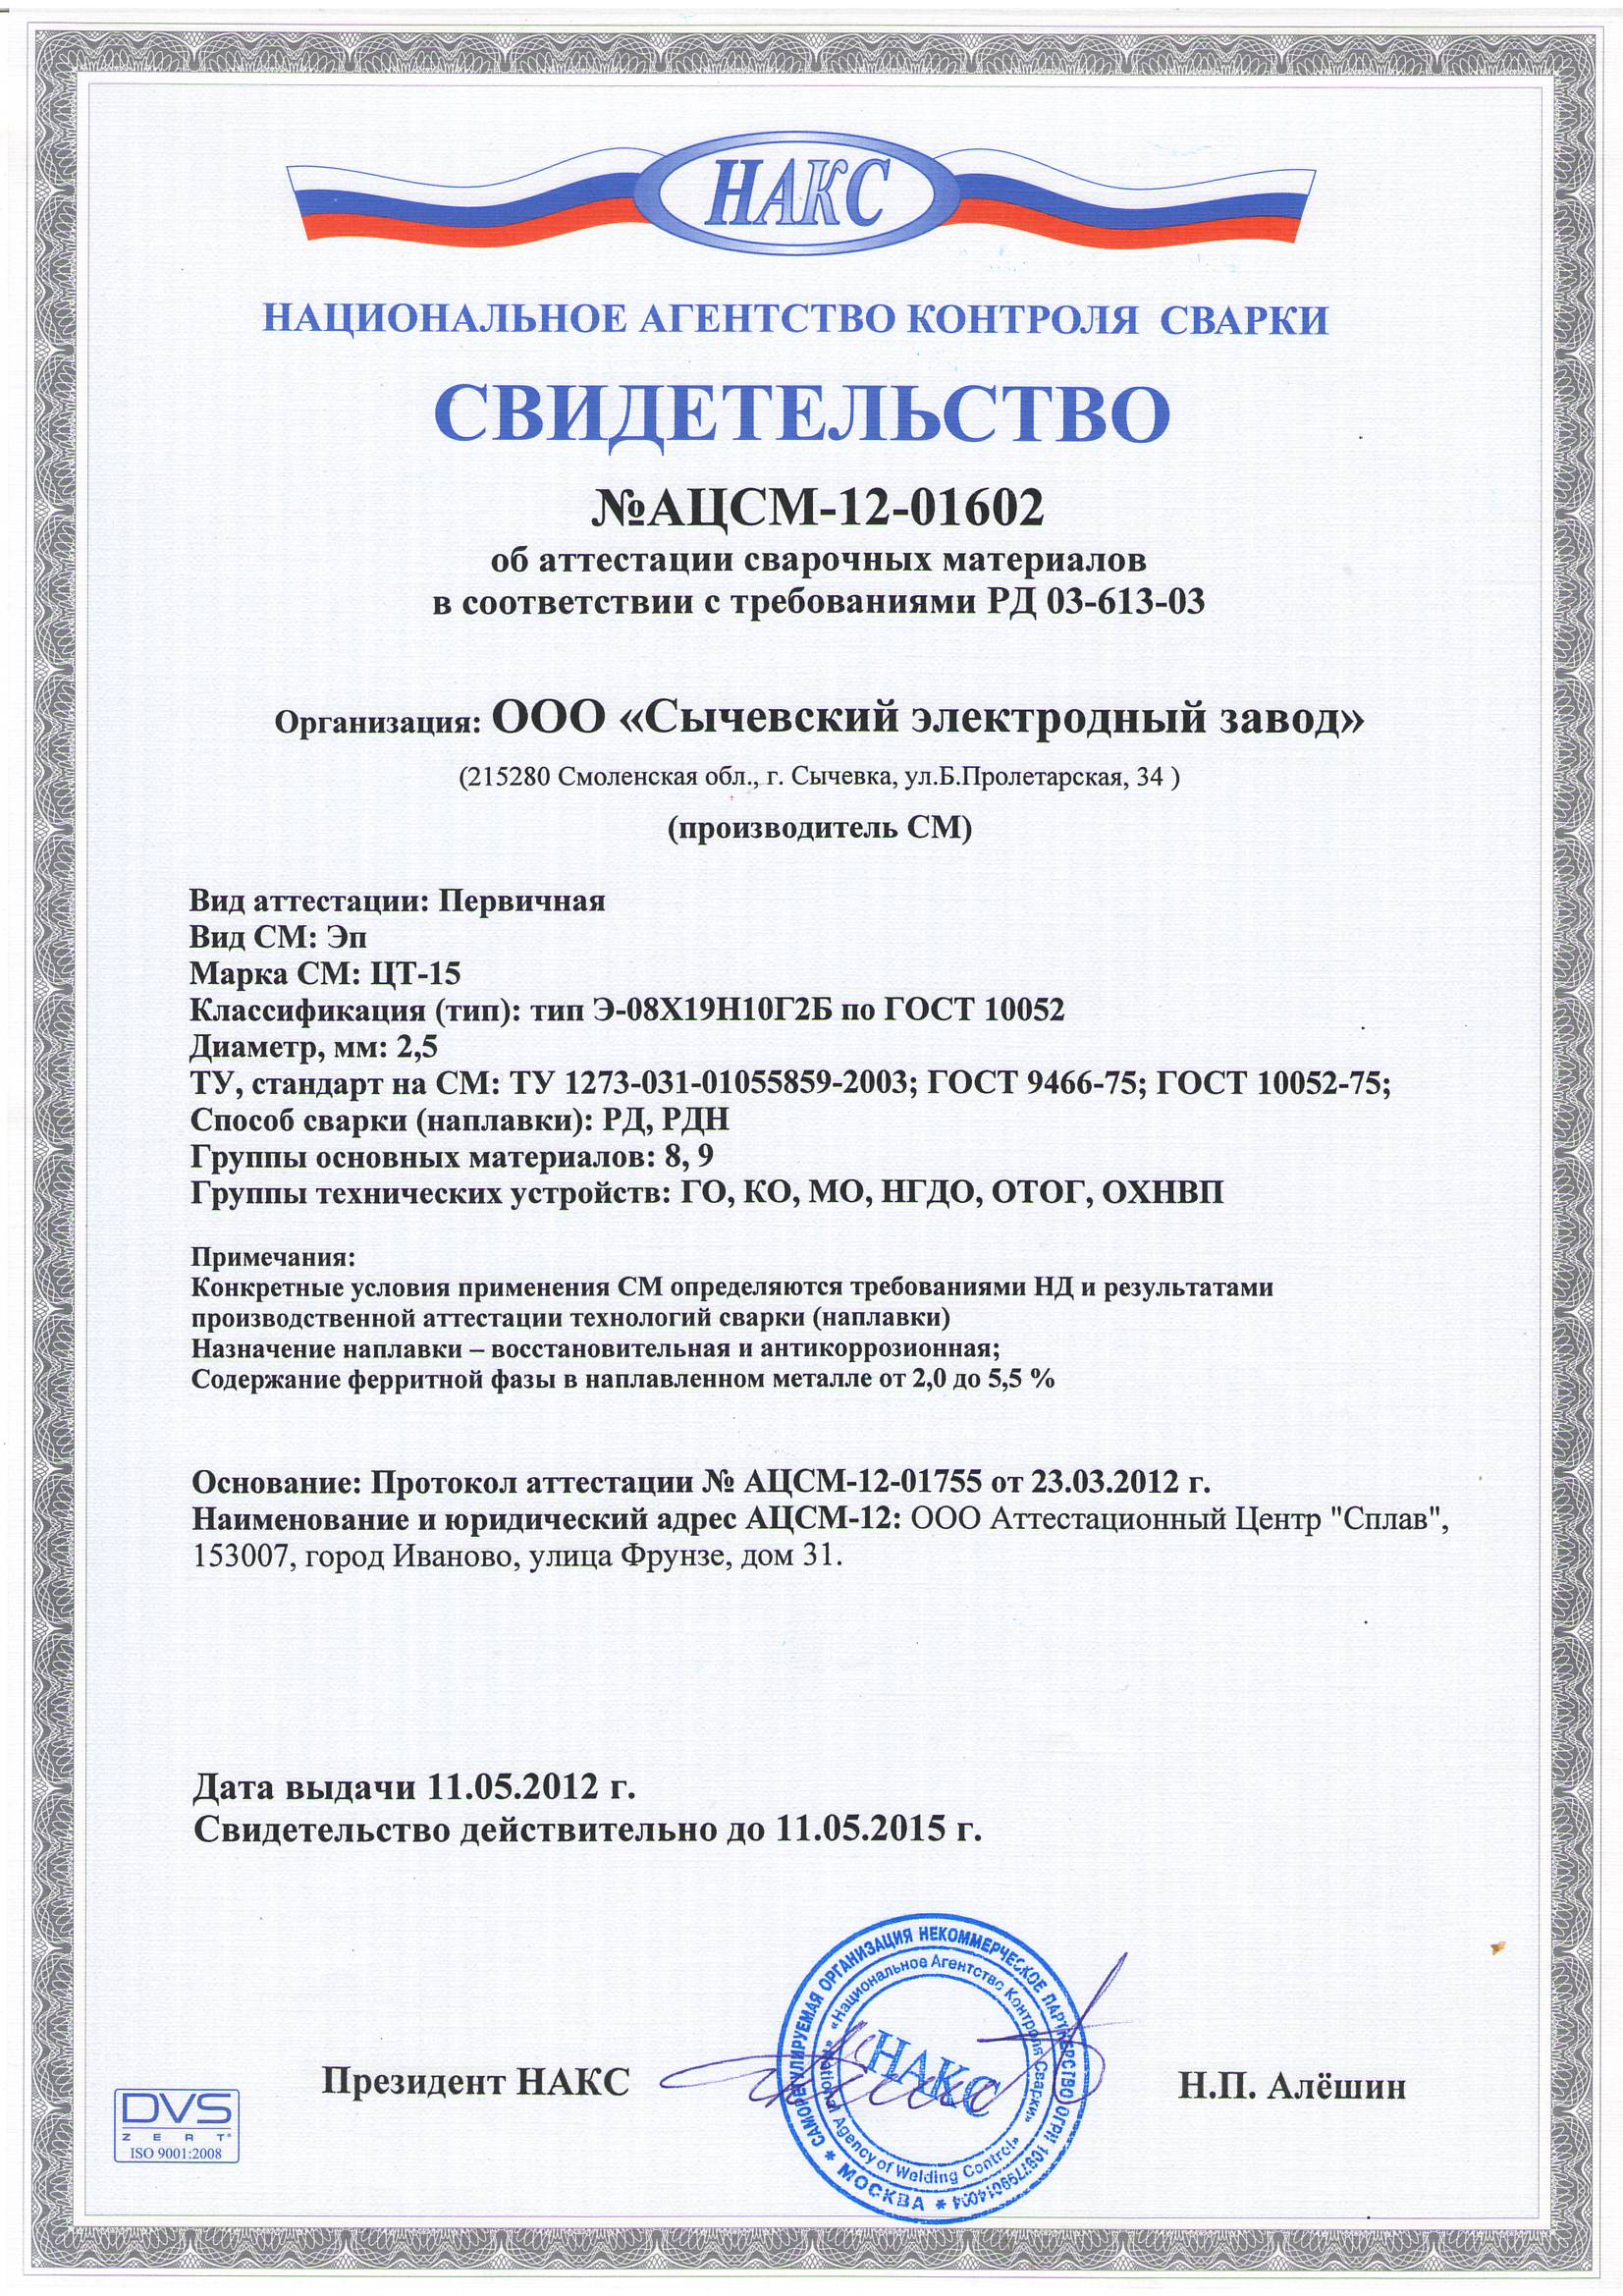 НАКС
НАЦИОНАЛЬНОЕ АГЕНТСТВО КОНТРОЛЯ СВАРКИ
СВИДЕТЕЛЬСТВО
№АЦСМ-12-01602
об аттестации сварочных материалов
в соответствии с требованиями РД 03-613-03
Организация: ООО «Сычевский электродный завод»
(215280 Смоленская обл., г. Сычевка, ул.Б.Пролетарская, 34 )
(производитель СМ)
Вид аттестации: Первичная
Вид СМ: Эп
Марка СМ: ЦТ-15
Классификация (тип): тип Э-08Х19Н10Г2Б по ГОСТ 10052
Диаметр, мм: 2,5
ТУ, стандарт на СМ: ТУ 1273-031-01055859-2003; ГОСТ 9466-75; ГОСТ 10052-75;
Способ сварки (наплавки): РД, РДН
Группы основных материалов: 8, 9
Группы технических устройств: ГО, КО, МО, НГДО, ОТОГ, ОХНВП
Примечания:
Конкретные условия применения СМ определяются требованиями НД и результатами
производственной аттестации технологий сварки (наплавки)
Назначение наплавки – восстановительная и антикоррозионная;
Содержание ферритной фазы в наплавленном металле от 2,0 до 5,5 %
Основание: Протокол аттестации № АЦСМ-12-01755 от 23.03.2012 г.
Наименование и юридический адрес АЦСМ-12: ООО Аттестационный Центр "Сплав",
153007, город Иваново, улица Фрунзе, дом 31.
Дата выдачи 11.05.2012 г.
Свидетельство действительно до 11.05.2015 г.
Президент НАКС
Н.П. Алёшин
САМОРЕГУЛИРУЕМАЯ ОРГАНИЗАЦИЯ НЕКОММЕРЧЕСКОЕ ПАРТНЕРСТВО
ОГРН
* МОСКВА *
«Национальное Агентство Контроля Сварки»
«National Agency of Welding Control»
НАКС
DVS
ZERT
ISO 9001:2008